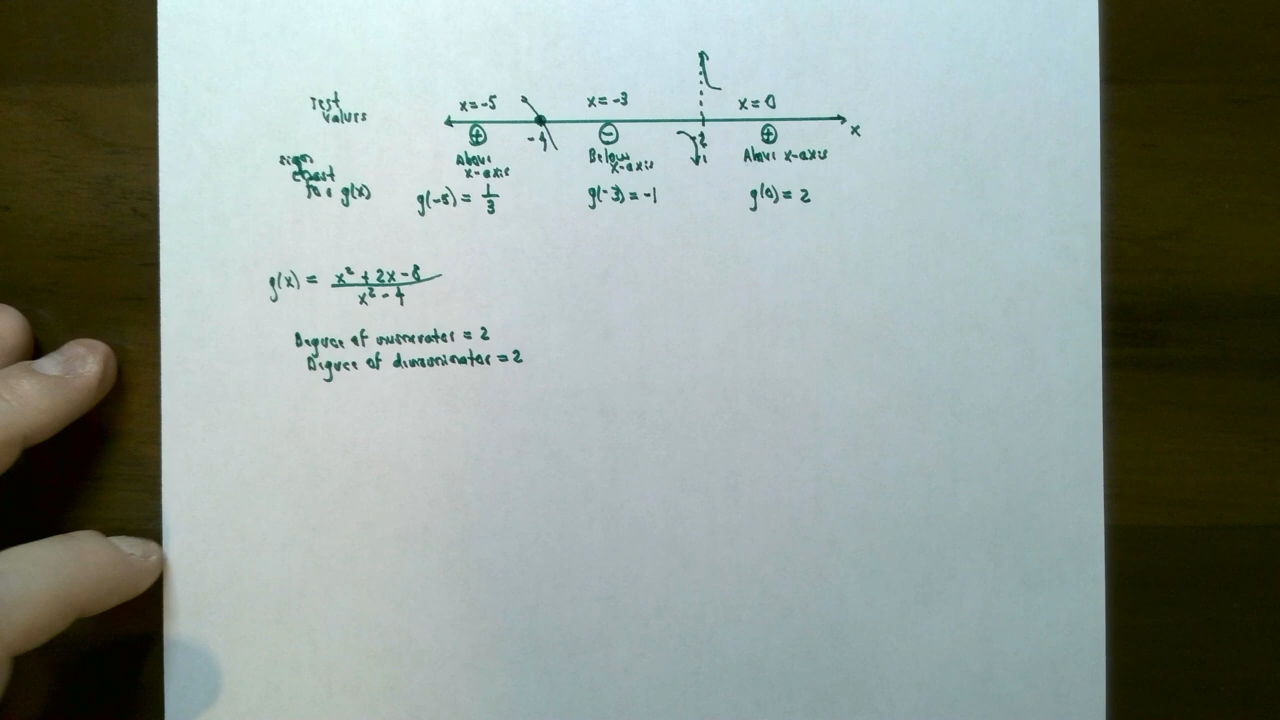 Test values x = -5 x = -3 x = 0
-4 -2 x
+ - +
sign chart for g(x)
Above x-axis Below x-axis Above x-axis
g(-5) = 1/3 g(-3) = -1 g(0) = 2
g(x) = x² + 2x - 8 / x² - 4
Degree of numerator = 2
Degree of denominator = 2